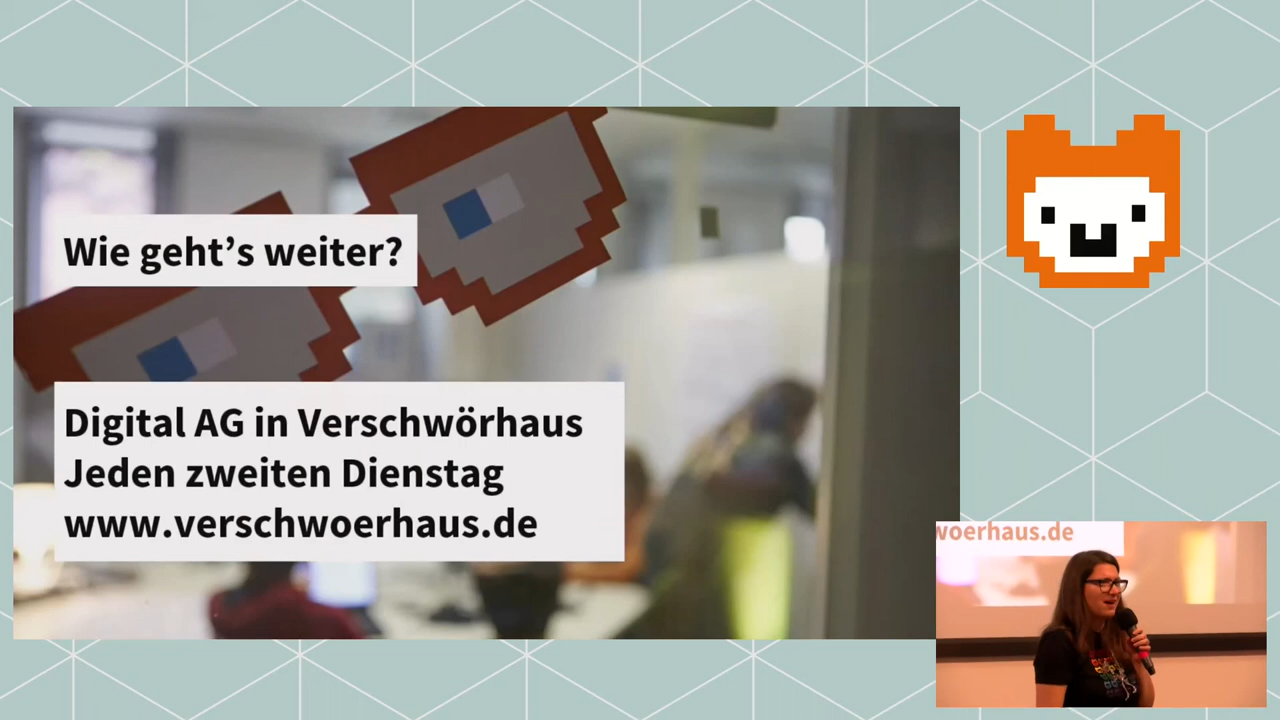 Wie geht’s weiter?
Digital AG in Verschwörhaus
Jeden zweiten Dienstag
www.verschwoerhaus.de
woerhaus.de